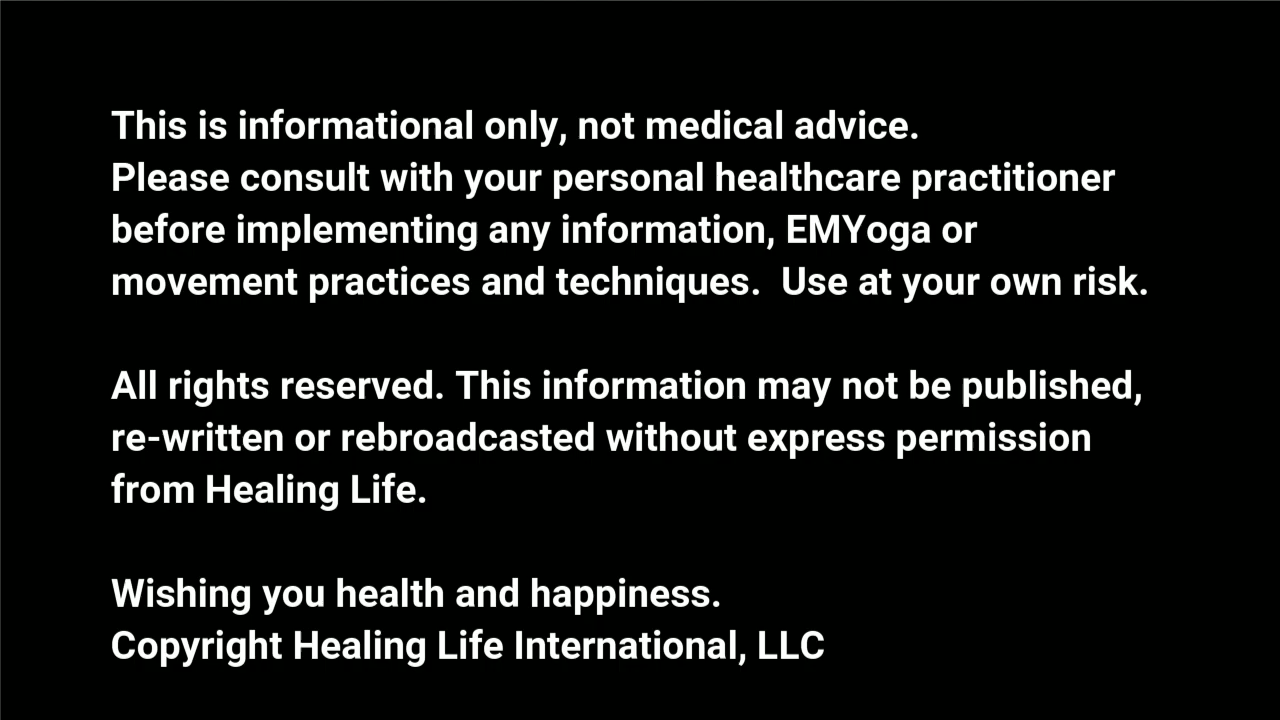 This is informational only, not medical advice.
Please consult with your personal healthcare practitioner
before implementing any information, EMYoga or
movement practices and techniques.  Use at your own risk.
All rights reserved. This information may not be published,
re-written or rebroadcasted without express permission
from Healing Life.
Wishing you health and happiness.
Copyright Healing Life International, LLC